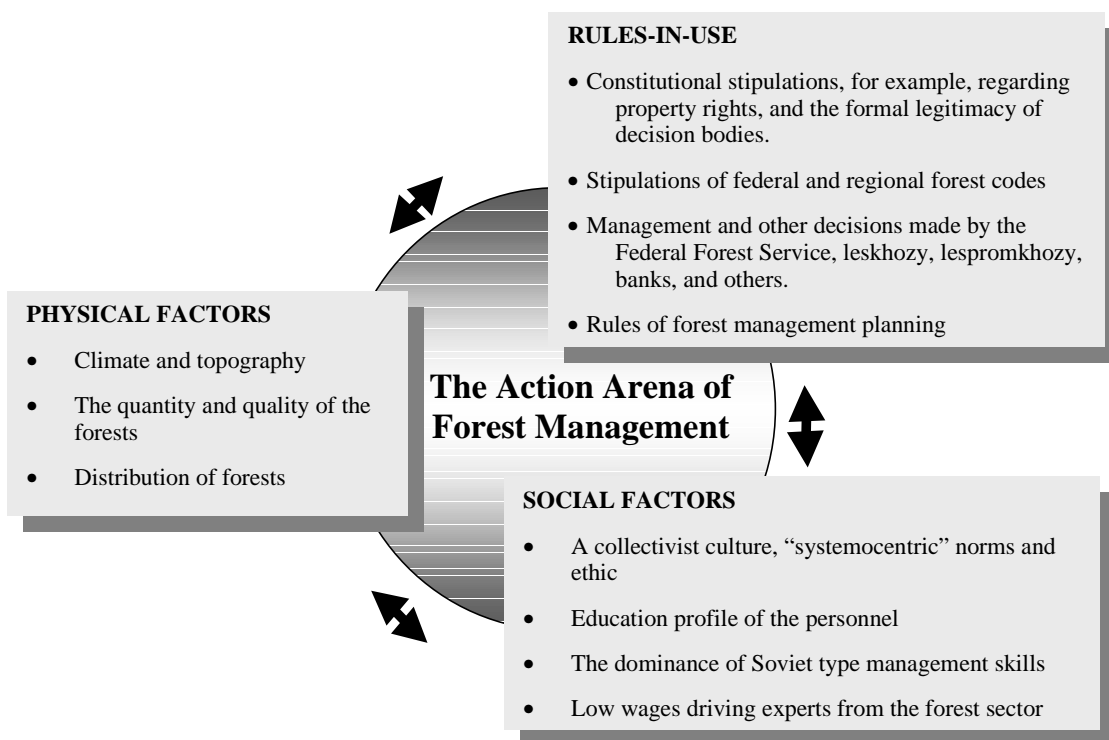 RULES-IN-USE
• Constitutional stipulations, for example, regarding
property rights, and the formal legitimacy of
decision bodies.
• Stipulations of federal and regional forest codes
• Management and other decisions made by the
Federal Forest Service, leskhozy, lespromkhozy,
banks, and others.
• Rules of forest management planning
PHYSICAL FACTORS
• Climate and topography
• The quantity and quality of the
forests
• Distribution of forests
The Action Arena of
Forest Management
SOCIAL FACTORS
• A collectivist culture, “systemocentric” norms and
ethic
• Education profile of the personnel
• The dominance of Soviet type management skills
• Low wages driving experts from the forest sector